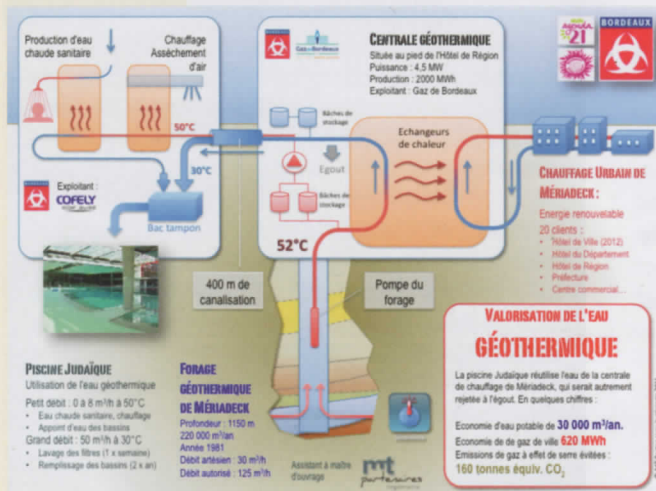 Production d'eau
chaude sanitaire
Chauffage
Assèchement
d'air
50°C
30°C
Exploitant :
COFELY
Bac tampon
Gaz de Bordeaux
CENTRALE GÉOTHERMIQUE
Située au pied de l'Hôtel de Région
Puissance : 4,5 MW
Production : 2000 MWh
Exploitant : Gaz de Bordeaux
Bâches de
stockage
Egout
Bâches de
stockage
Echangeurs
de chaleur
52°C
agenda
21
BORDEAUX
CHAUFFAGE URBAIN DE
MÉRIADECK :
Energie renouvelable
20 clients :
• Hôtel de Ville (2012)
• Hôtel du Département
• Hôtel de Région
• Préfecture
• Centre commercial...
400 m de
canalisation
Pompe du
forage
PISCINE JUDAÏQUE
Utilisation de l'eau géothermique
Petit débit : 0 à 8 m³/h à 50°C
• Eau chaude sanitaire, chauffage
• Appoint d'eau des bassins
Grand débit : 50 m³/h à 30°C
• Lavage des filtres (1 x semaine)
• Remplissage des bassins (2 x an)
FORAGE
GÉOTHERMIQUE
DE MÉRIADECK
Profondeur : 1150 m
220 000 m³/an
Année 1981
Débit artésien : 30 m³/h
Débit autorisé : 125 m³/h
Assistant à maître
d'ouvrage
mt
partenaires
VALORISATION DE L'EAU
GÉOTHERMIQUE
La piscine Judaïque réutilise l'eau de la centrale
de chauffage de Mériadeck, qui serait autrement
rejetée à l'égout. En quelques chiffres :
Economie d'eau potable de 30 000 m³/an.
Economie de gaz de ville 620 MWh
Emissions de gaz à effet de serre évitées :
160 tonnes équiv. CO₂